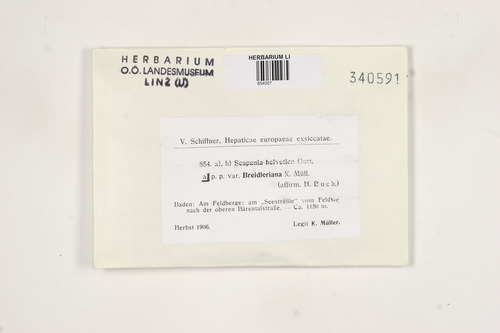 HERBARIUM
O.Ö. LANDESMUSEUM
LINZ (U)
HERBARIUM LI
340591
V. Schiffner, Hepaticae europaeae exsiccatae.
854. a), b) Scapania helvetica Gott.
a) p. p. var. Breidleriana K. Müll.
(affirm. H. Buch.)
Baden: Am Feldberge: am „Seesträßle" vom Feldsee
nach der oberen Bärentalstraße. — Ca. 1150 m.
Herbst 1906.
Legit K. Müller.